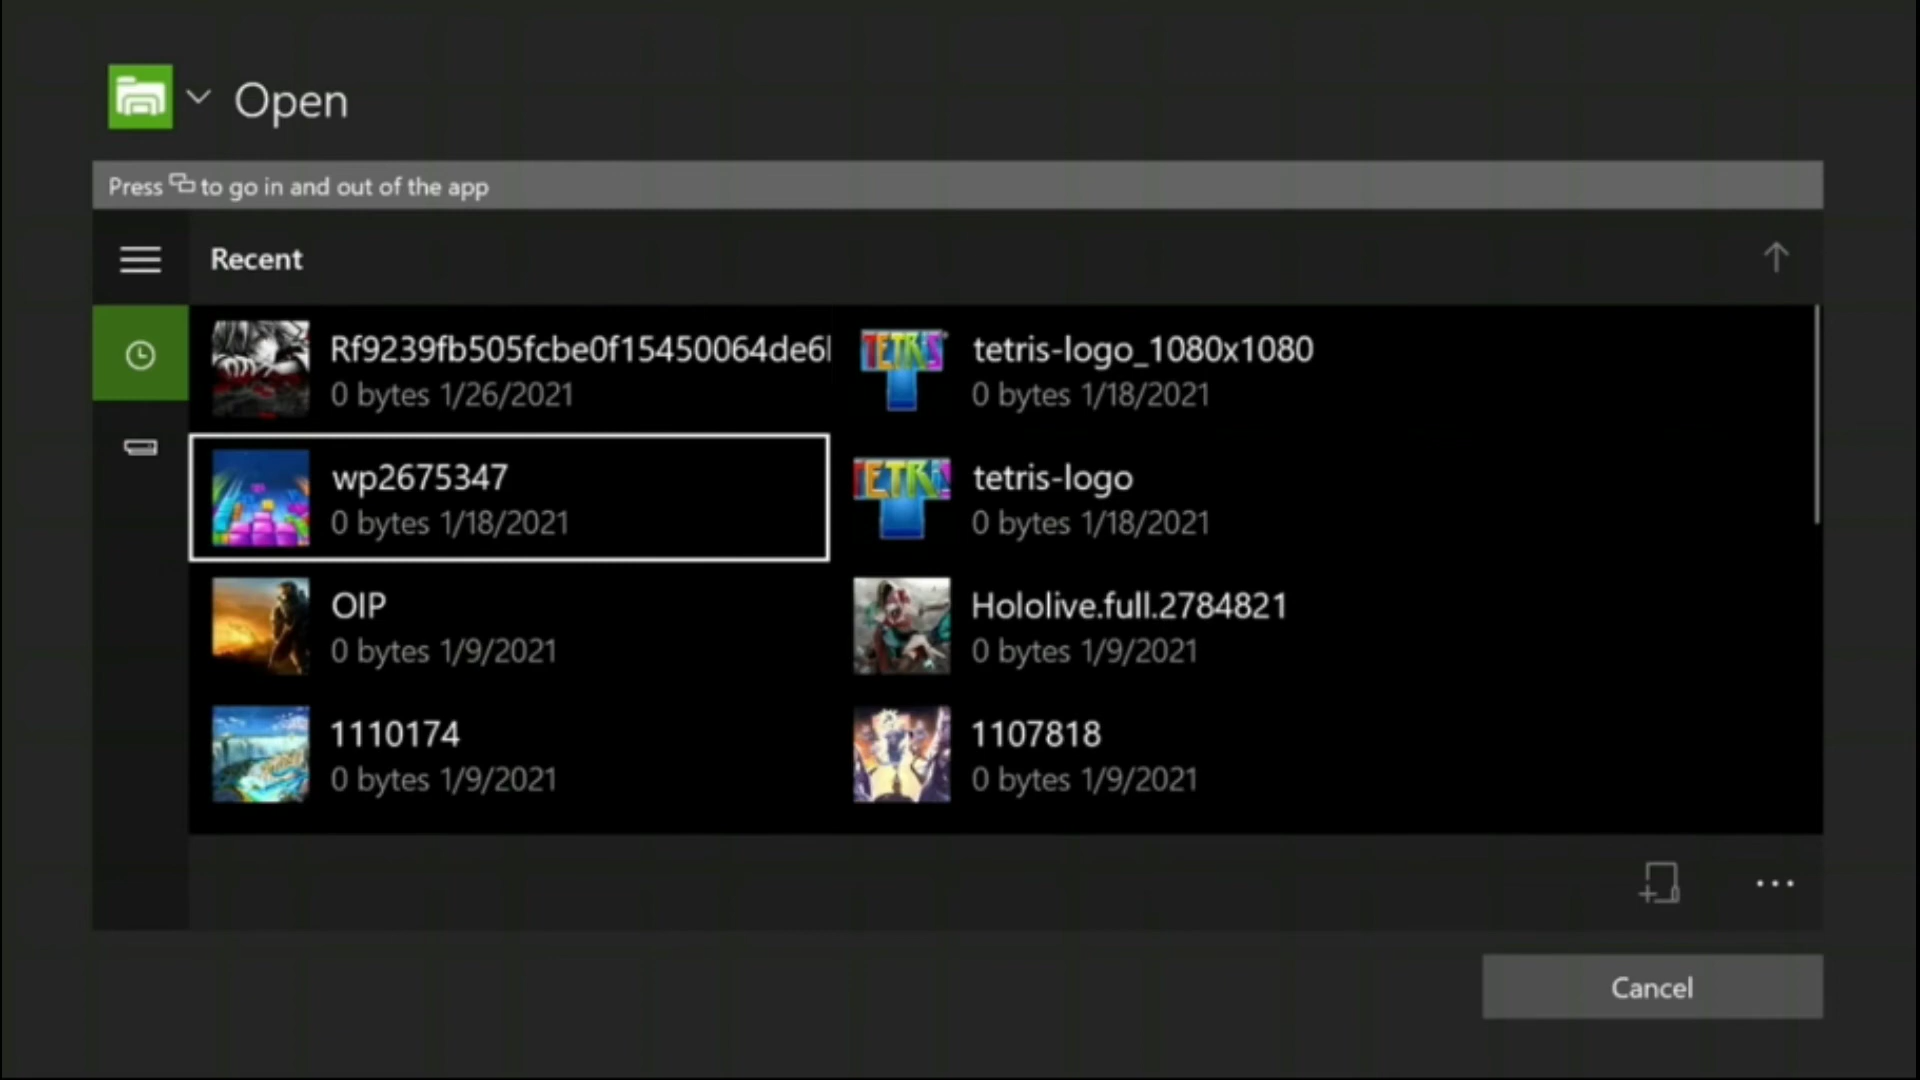 Open
Press to go in and out of the app
Recent
Rf9239fb505fcbe0f15450064de6
0 bytes 1/26/2021
TETRIS
tetris-logo_1080x1080
0 bytes 1/18/2021
wp2675347
0 bytes 1/18/2021
TETRIS
tetris-logo
0 bytes 1/18/2021
OIP
0 bytes 1/9/2021
Hololive.full.2784821
0 bytes 1/9/2021
1110174
0 bytes 1/9/2021
1107818
0 bytes 1/9/2021
Cancel